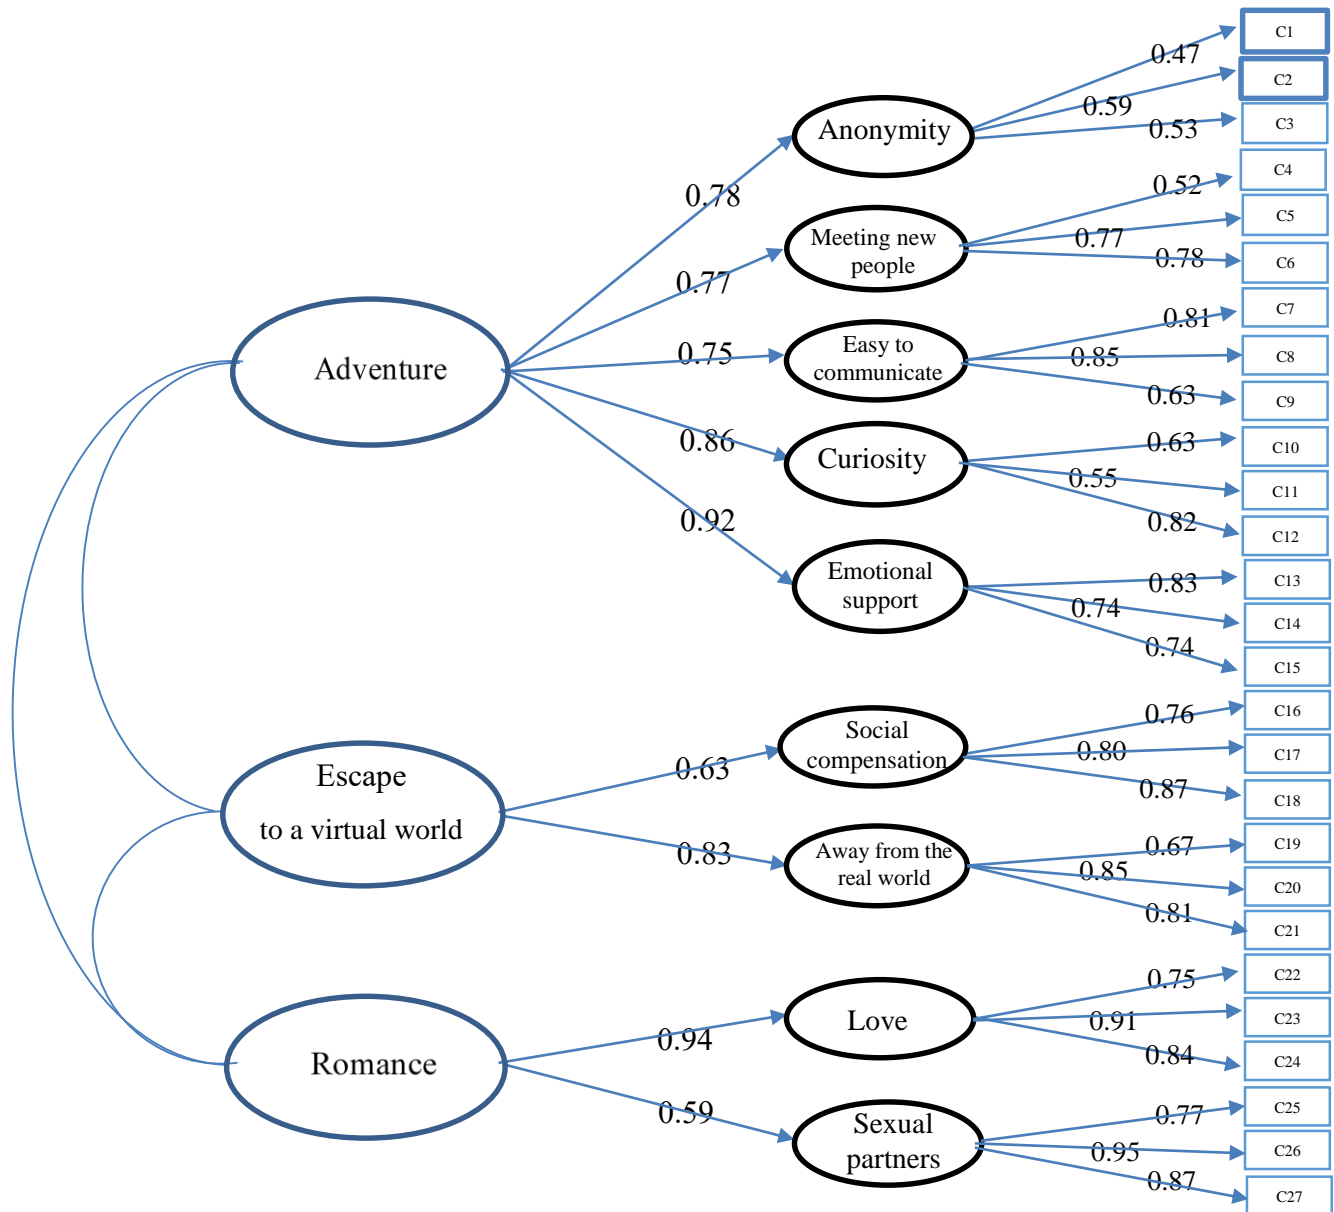 C1
0.47
C2
0.59
Anonymity
C3
0.53
C4
0.52
0.78
C5
Meeting new
people
0.77
C6
0.78
0.77
C7
0.81
Easy to
communicate
0.75
C8
0.85
C9
0.63
Adventure
C10
0.63
0.86
Curiosity
C11
0.55
C12
0.82
0.92
Emotional
support
C13
0.83
C14
0.74
C15
0.74
C16
0.76
Social
compensation
C17
0.80
0.63
C18
0.87
Escape
to a virtual world
C19
0.67
0.83
Away from the
real world
C20
0.85
C21
0.81
C22
0.75
Love
C23
0.91
0.94
C24
0.84
Romance
C25
0.77
0.59
Sexual
partners
C26
0.95
C27
0.87